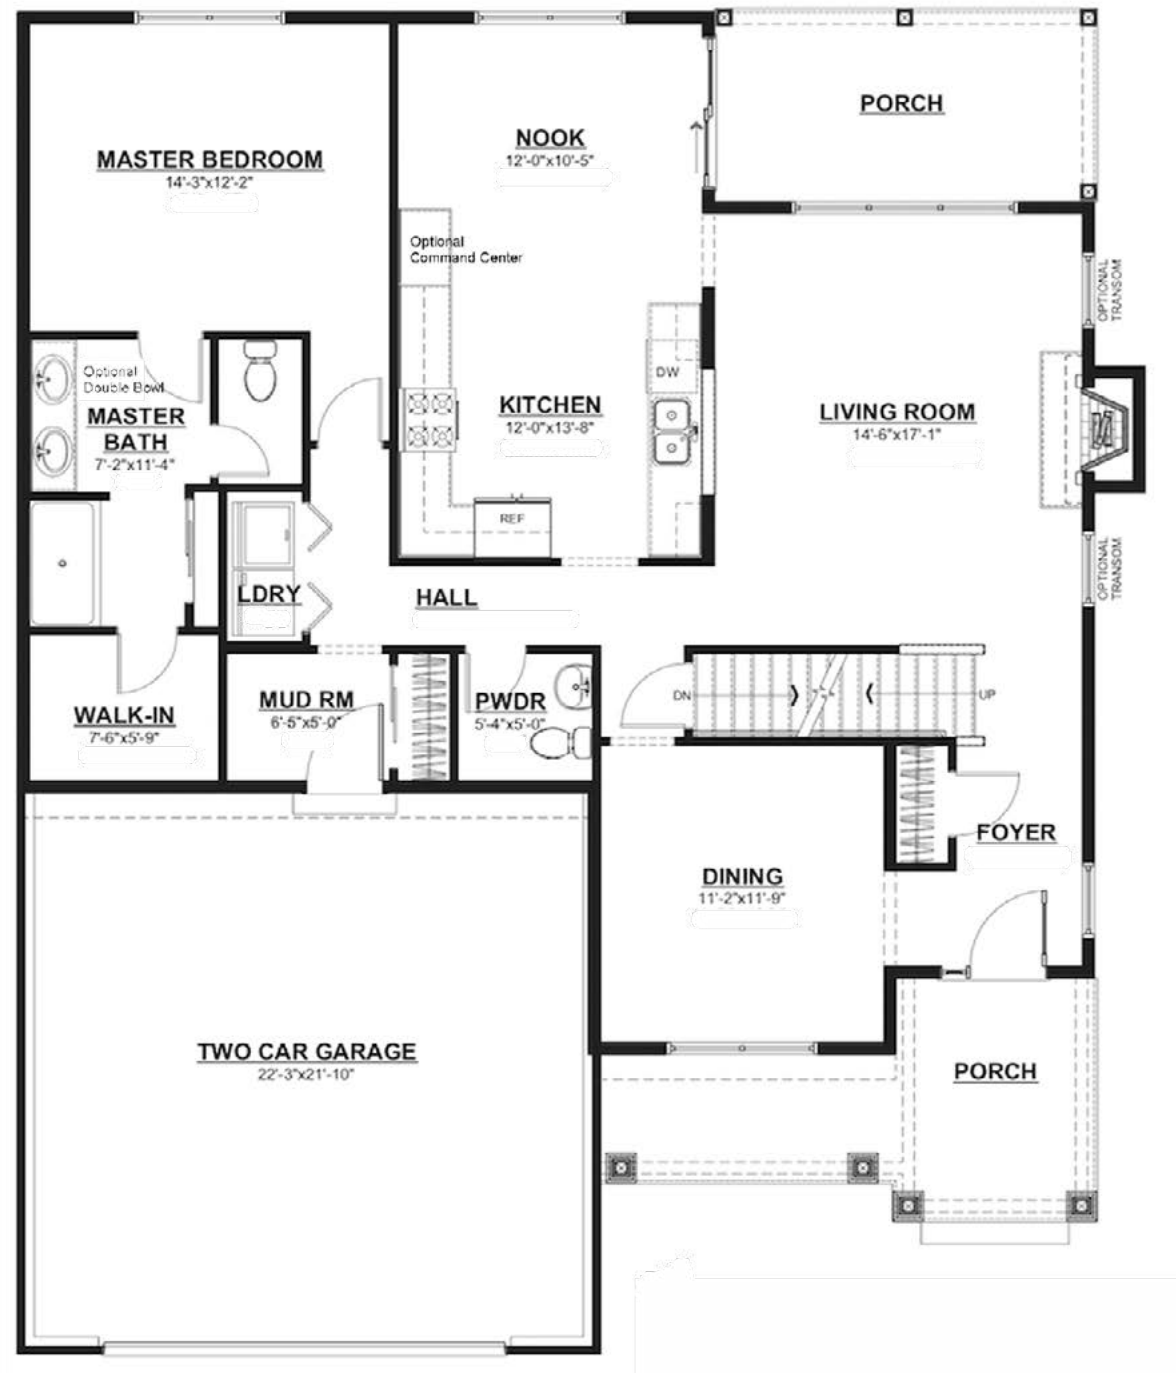 PORCH
NOOK
12'-0"x10'-5"
MASTER BEDROOM
14'-3"x12'-2"
Optional
Command Center
OPTIONAL
TRANSOM
Optional
Double Bowl
DW
MASTER
BATH
7'-2"x11'-4"
KITCHEN
12'-0"x13'-8"
LIVING ROOM
14'-6"x17'-1"
REF
OPTIONAL
TRANSOM
LDRY
HALL
MUD RM
6'-5"x5'-0"
PWDR
5'-4"x5'-0"
DN
UP
WALK-IN
7'-6"x5'-9"
FOYER
DINING
11'-2"x11'-9"
TWO CAR GARAGE
22'-3"x21'-10"
PORCH